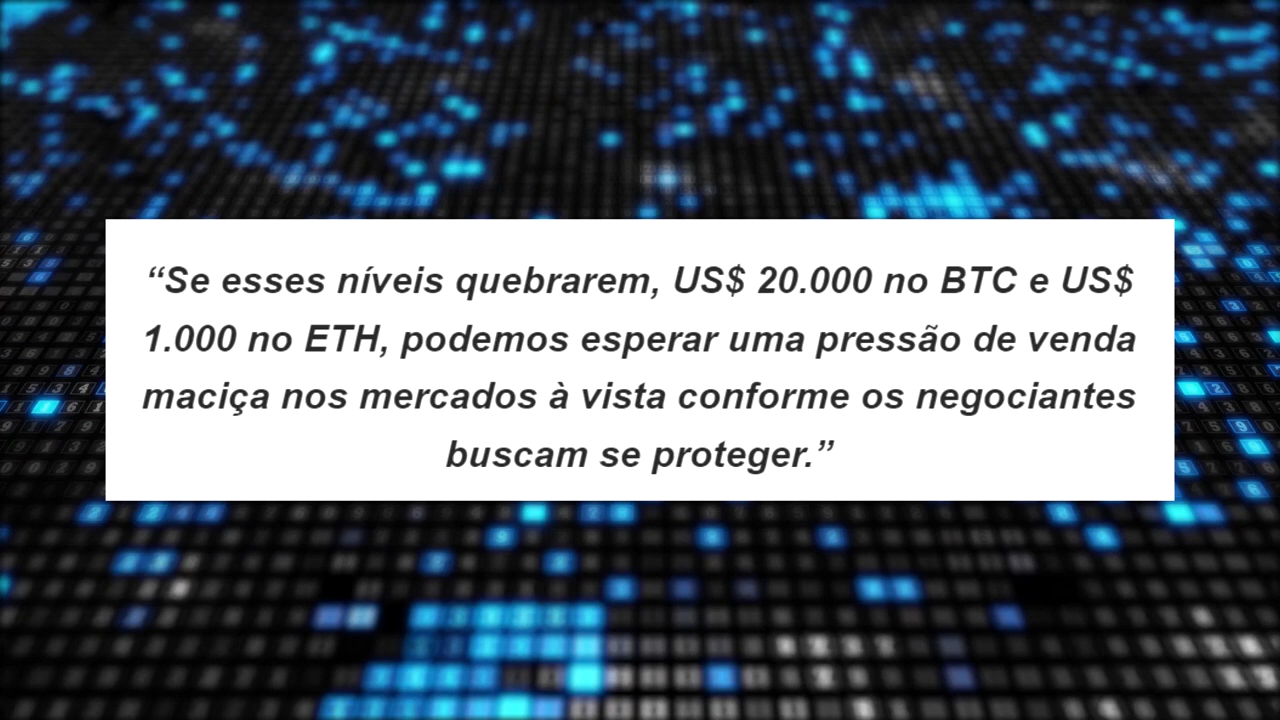 “Se esses níveis quebrarem, US$ 20.000 no BTC e US$
1.000 no ETH, podemos esperar uma pressão de venda
maciça nos mercados à vista conforme os negociantes
buscam se proteger.”